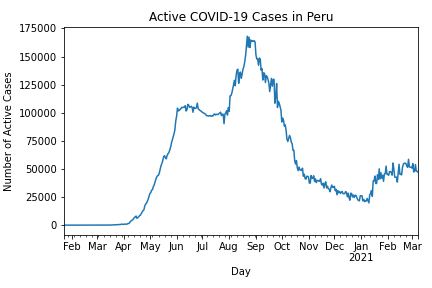 Active COVID-19 Cases in Peru
Number of Active Cases
175000
150000
125000
100000
75000
50000
25000
0
Feb Mar Apr May Jun Jul Aug Sep Oct Nov Dec Jan Feb Mar
2021
Day